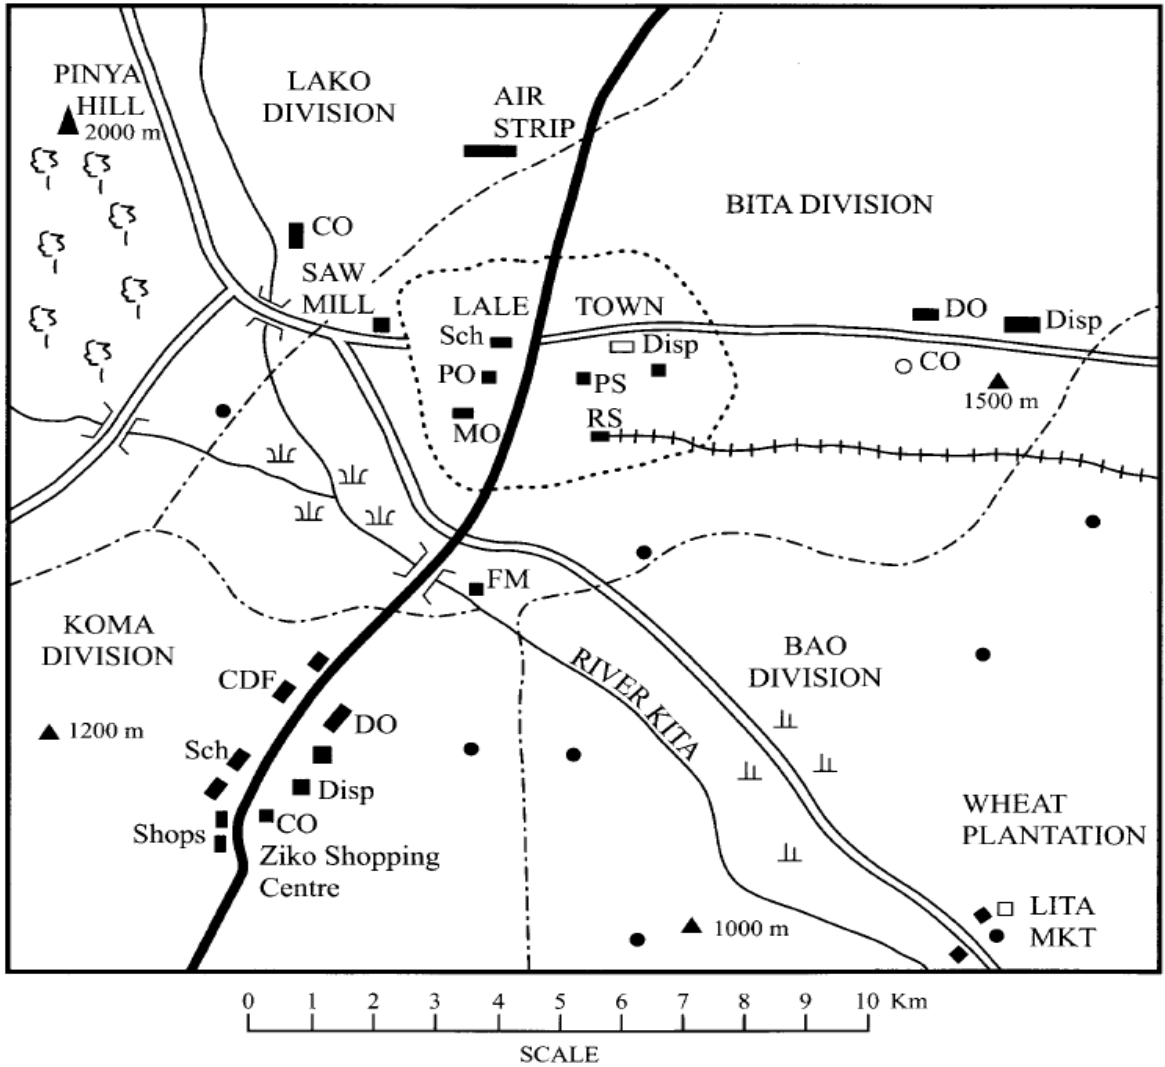 PINYA
HILL
2000 m
LAKO
DIVISION
AIR
STRIP
BITA DIVISION
CO
SAW
MILL
LALE TOWN
Sch
Disp
PO
PS
MO
RS
DO
Disp
CO
1500 m
FM
KOMA
DIVISION
BAO
DIVISION
RIVER KITA
CDF
DO
1200 m
Sch
Disp
Shops
CO
Ziko Shopping
Centre
WHEAT
PLANTATION
LITA
MKT
1000 m
0 1 2 3 4 5 6 7 8 9 10 Km
SCALE